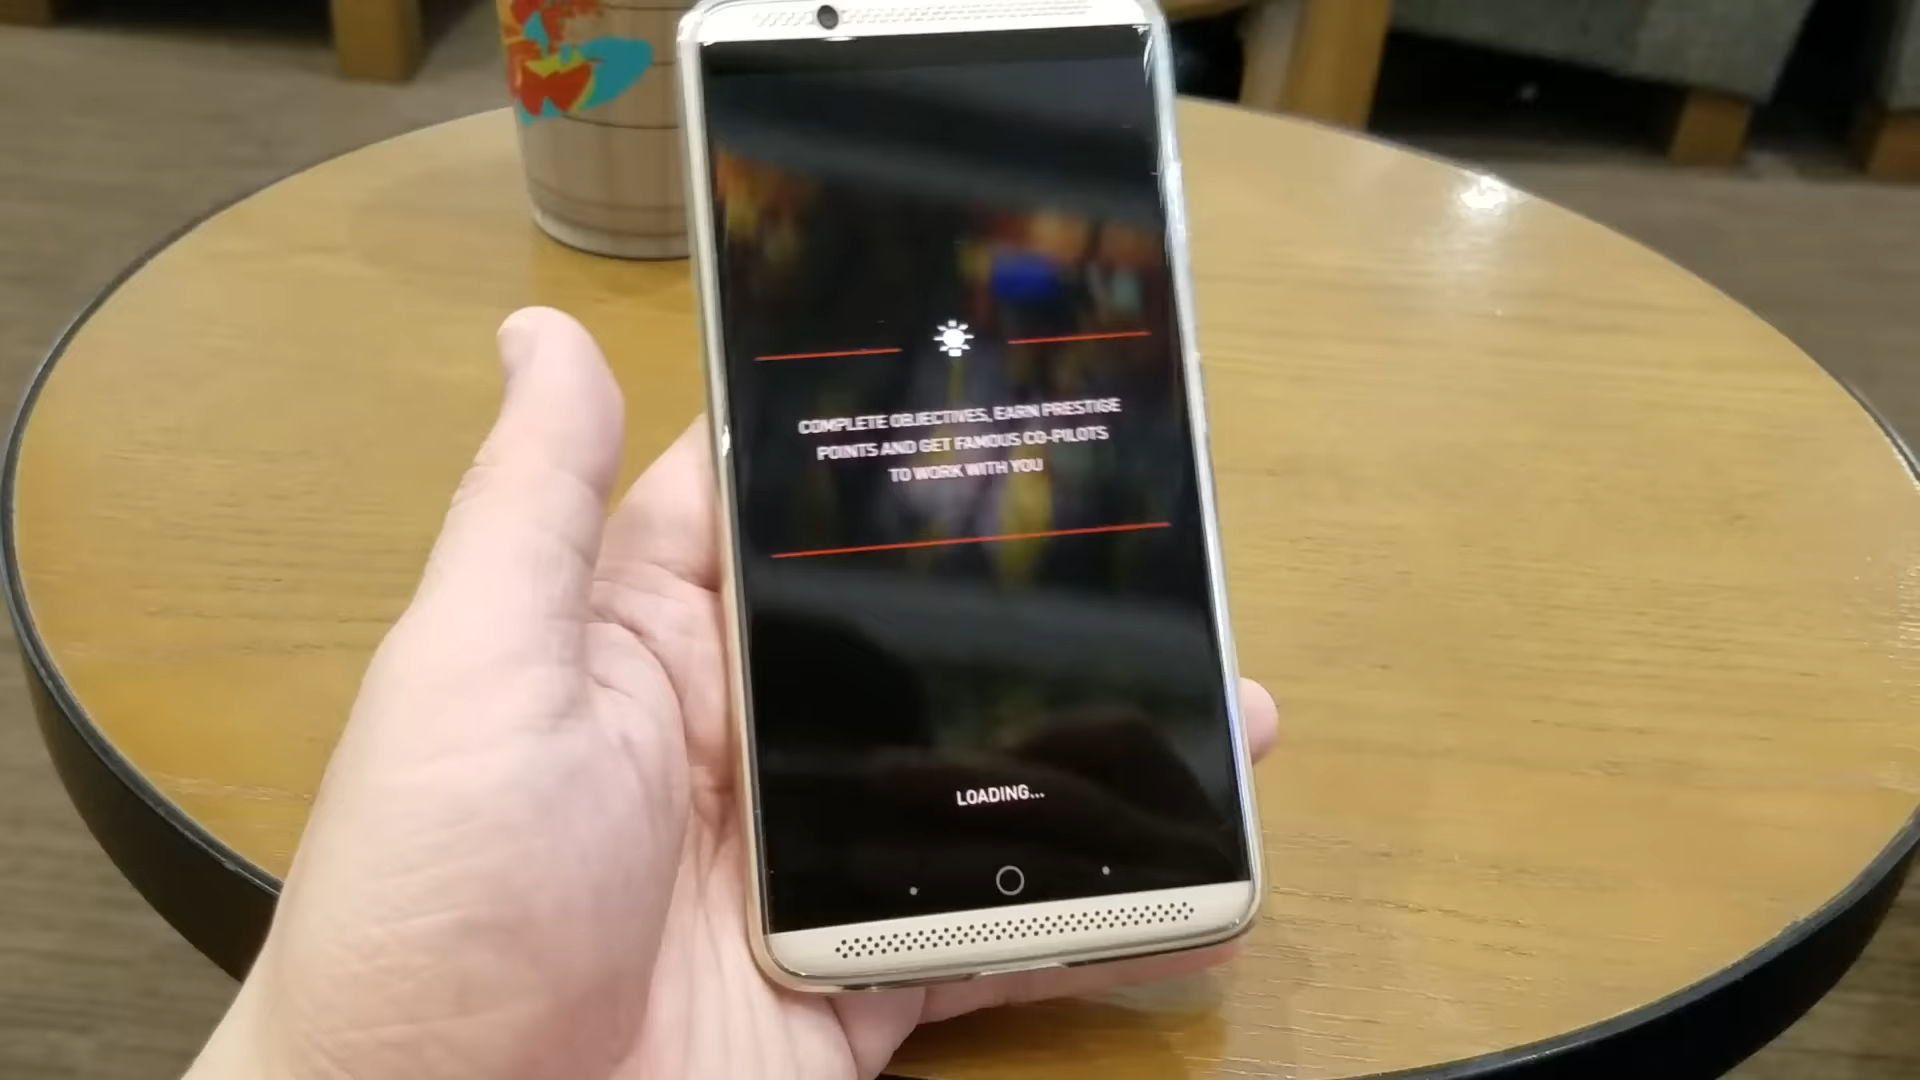 COMPLETE OBJECTIVES, EARN PRESTIGE
POINTS AND GET FAMOUS CO-PILOTS
TO WORK WITH YOU
LOADING...